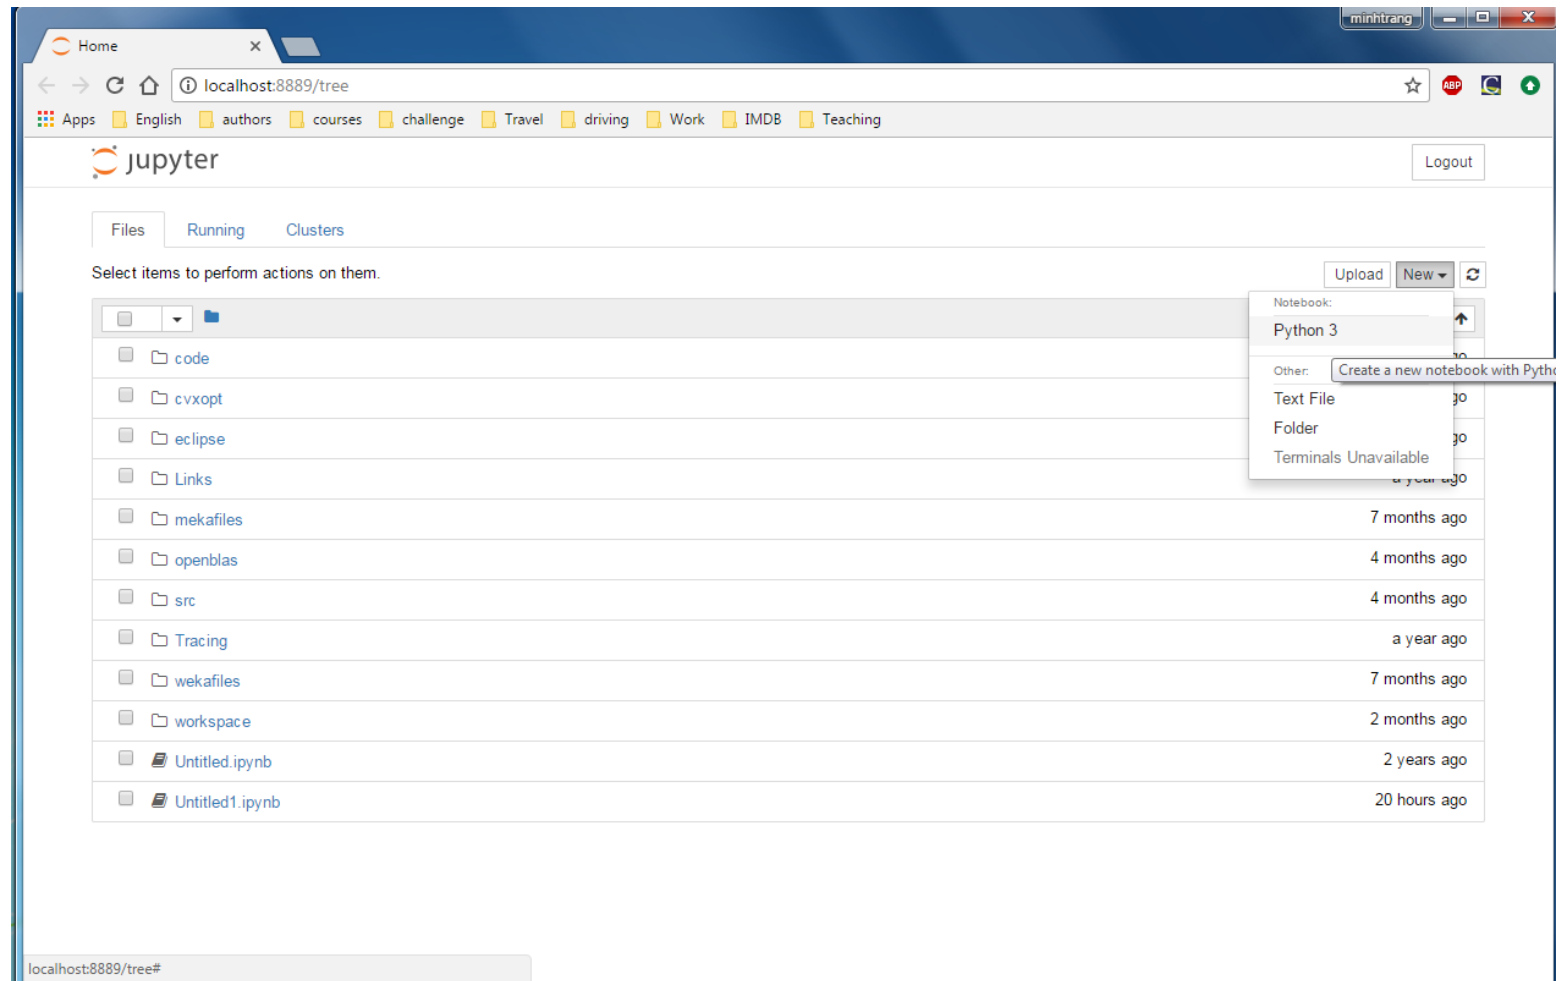 minhtrang
Home
localhost:8889/tree
ABP
Apps English authors courses challenge Travel driving Work IMDB Teaching
jupyter
Logout
Files Running Clusters
Select items to perform actions on them.
Upload New
Notebook:
Python 3
code
Other:
Create a new notebook with Pytho
cvxopt
Text File
eclipse
Folder
Terminals Unavailable
Links a year ago
mekafiles 7 months ago
openblas 4 months ago
src 4 months ago
Tracing a year ago
wekafiles 7 months ago
workspace 2 months ago
Untitled.ipynb 2 years ago
Untitled1.ipynb 20 hours ago
localhost:8889/tree#